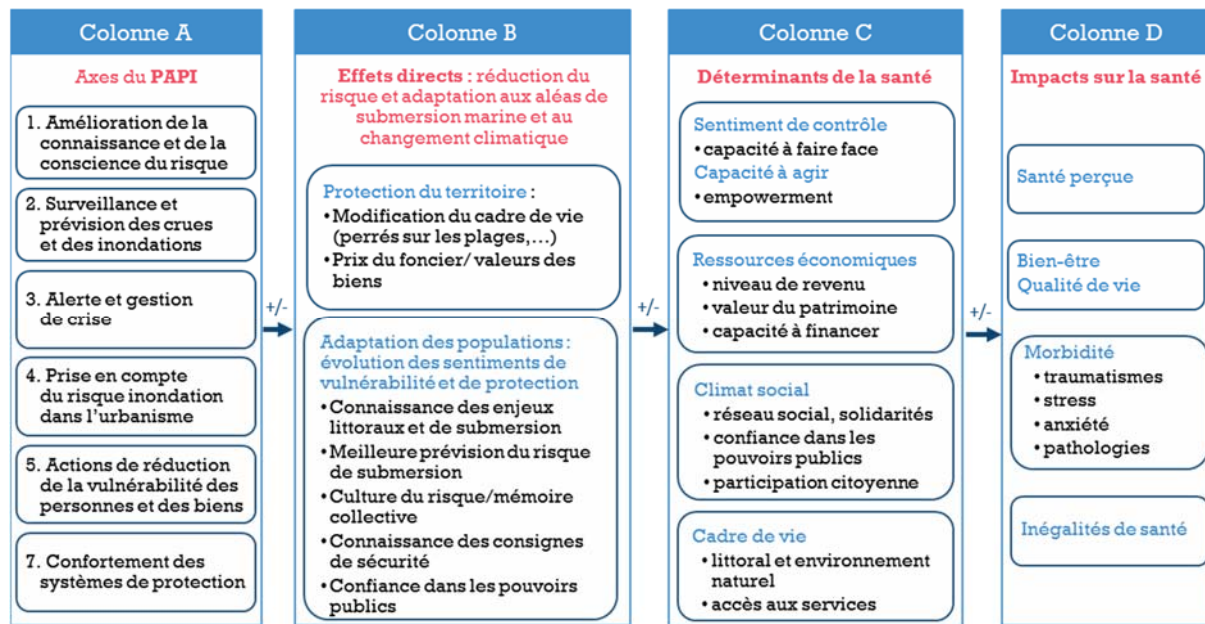 Colonne A
Axes du PAPI
1. Amélioration de la
connaissance et de la
conscience du risque
2. Surveillance et
prévision des crues
et des inondations
3. Alerte et gestion
de crise
4. Prise en compte
du risque inondation
dans l'urbanisme
5. Actions de réduction
de la vulnérabilité des
personnes et des biens
7. Confortement des
systèmes de protection
+/-
Colonne B
Effets directs : réduction du
risque et adaptation aux aléas de
submersion marine et au
changement climatique
Protection du territoire :
•Modification du cadre de vie
(perrés sur les plages,...)
•Prix du foncier/ valeurs des
biens
Adaptation des populations :
évolution des sentiments de
vulnérabilité et de protection
•Connaissance des enjeux
littoraux et de submersion
•Meilleure prévision du risque
de submersion
•Culture du risque/mémoire
collective
•Connaissance des consignes
de sécurité
•Confiance dans les pouvoirs
publics
+/-
Colonne C
Déterminants de la santé
Sentiment de contrôle
•capacité à faire face
Capacité à agir
•empowerment
Ressources économiques
•niveau de revenu
•valeur du patrimoine
•capacité à financer
Climat social
•réseau social, solidarités
•confiance dans les
pouvoirs publics
•participation citoyenne
Cadre de vie
•littoral et environnement
naturel
•accès aux services
+/-
Colonne D
Impacts sur la santé
Santé perçue
Bien-être
Qualité de vie
Morbidité
•traumatismes
•stress
•anxiété
•pathologies
Inégalités de santé